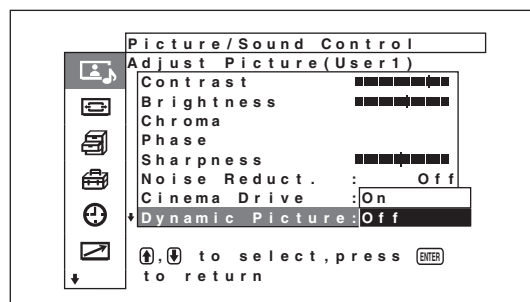 Picture/Sound Control
Adjust Picture(User1)
Contrast
Brightness
Chroma
Phase
Sharpness
Noise Reduct. : Off
Cinema Drive :On
Dynamic Picture:Off
, to select,press ENTER
to return